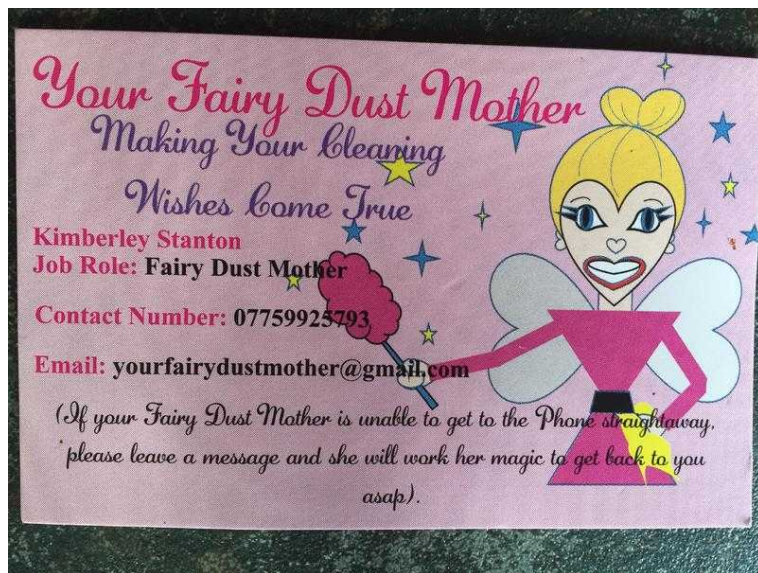 Your Fairy Dust Mother
Making Your Cleaning
Wishes Come True
Kimberley Stanton
Job Role: Fairy Dust Mother
Contact Number: 07759925793
Email: yourfairydustmother@gmail.com
(If your Fairy Dust Mother is unable to get to the Phone straightaway,
please leave a message and she will work her magic to get back to you
asap).